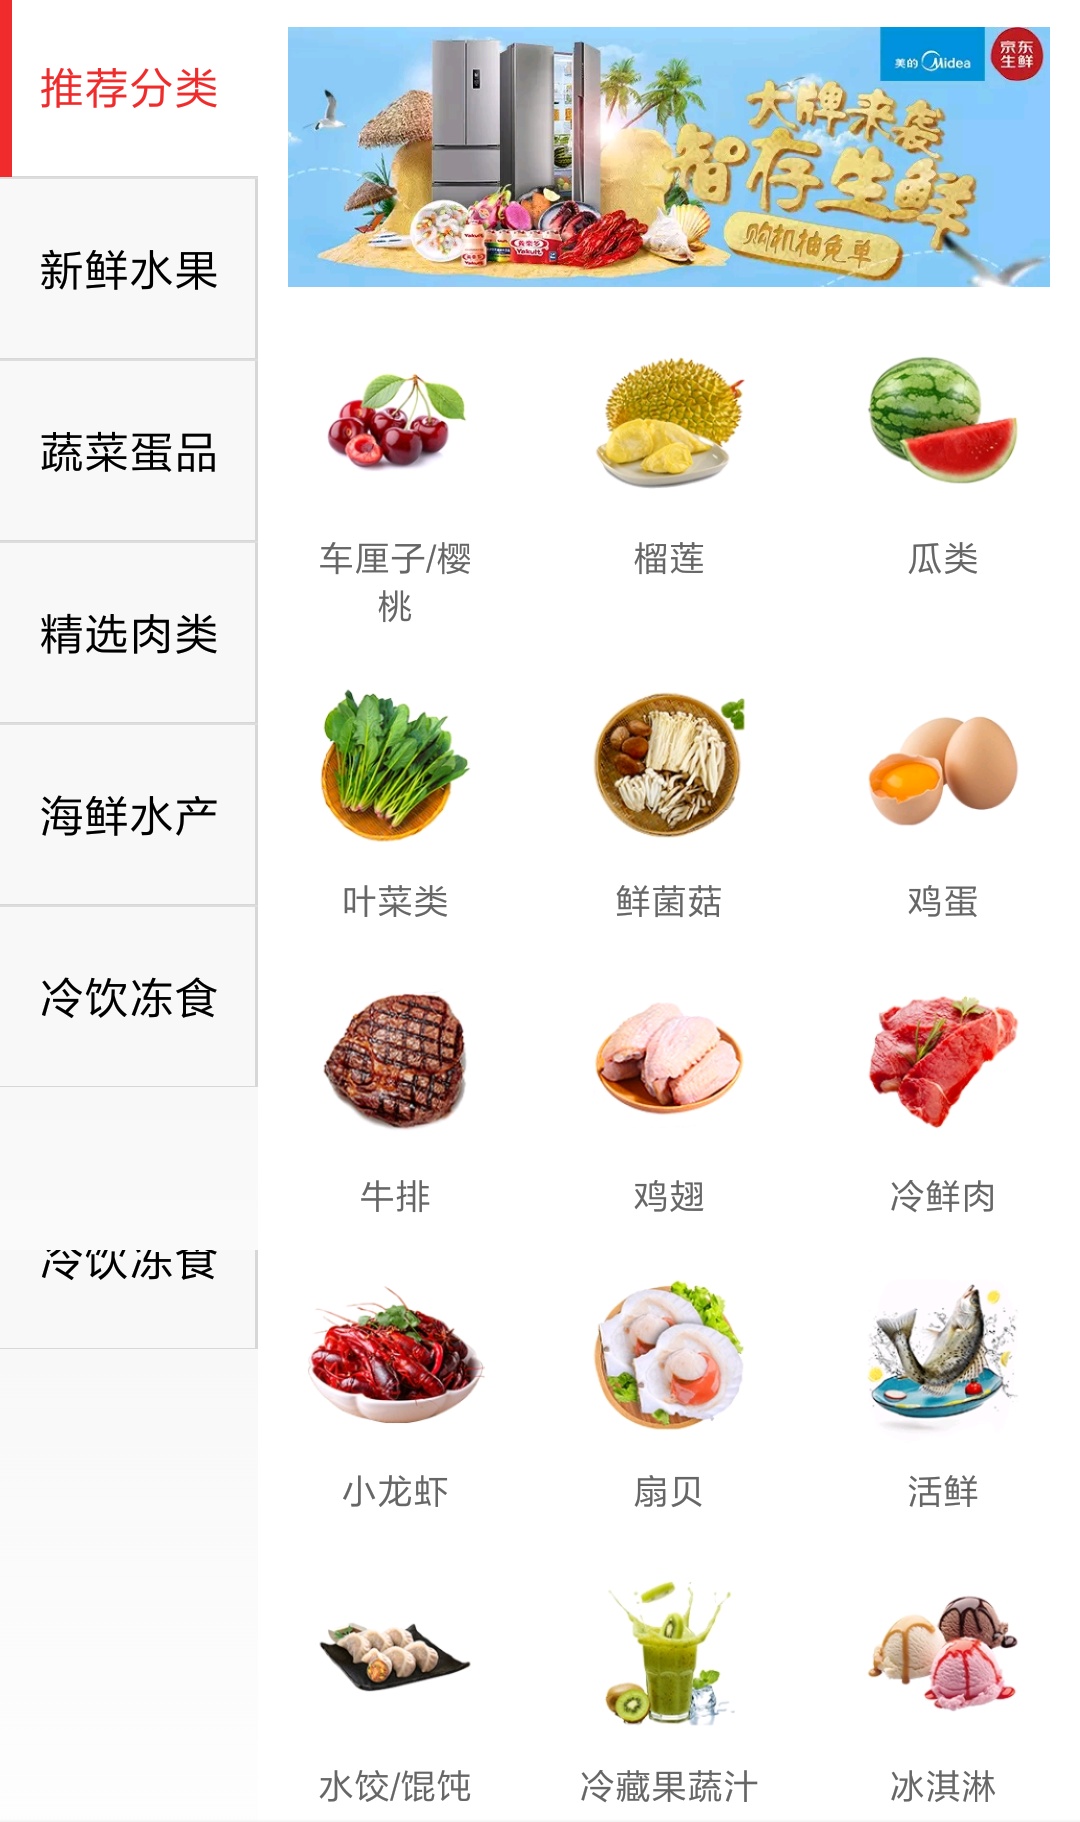 推荐分类
新鲜水果
蔬菜蛋品
精选肉类
海鲜水产
冷饮冻食
冷饮冻食
美的 Midea
京东
生鲜
大牌来袭
智存生鲜
购机抽免单
Yakult
车厘子/樱
桃
榴莲
瓜类
叶菜类
鲜菌菇
鸡蛋
牛排
鸡翅
冷鲜肉
小龙虾
扇贝
活鲜
水饺/馄饨
冷藏果蔬汁
冰淇淋